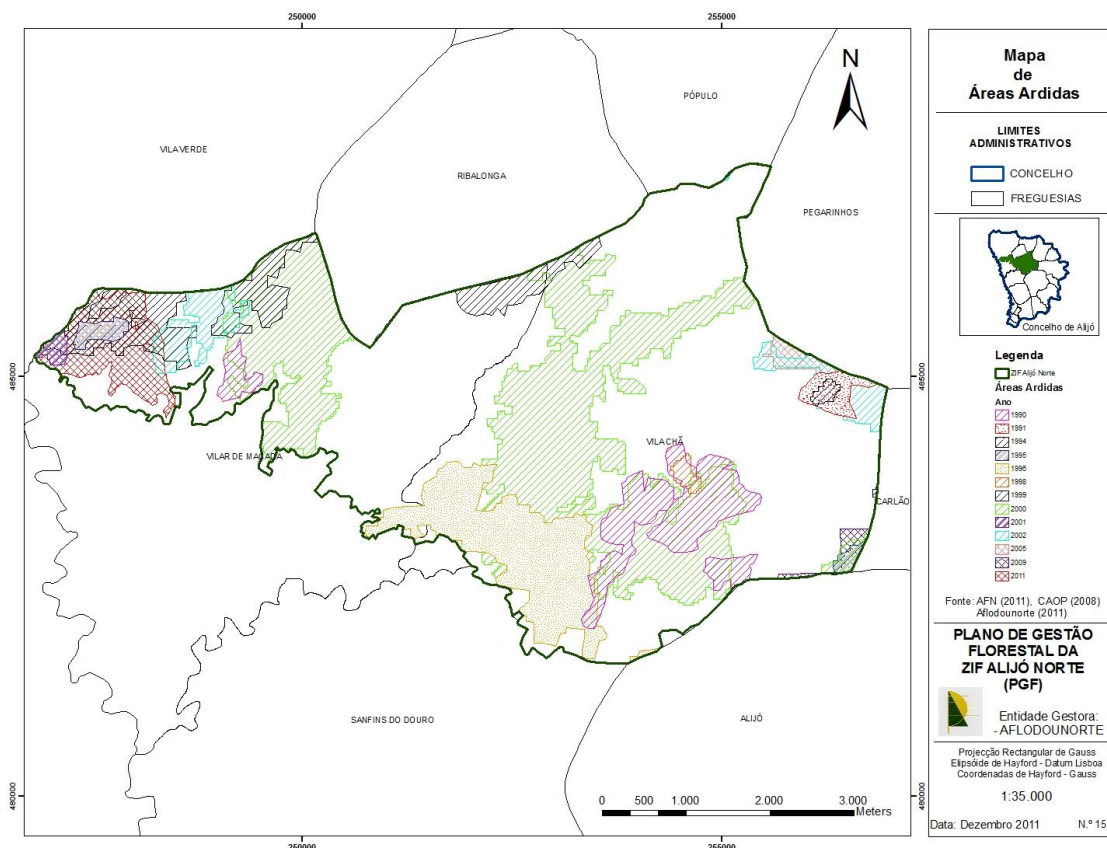 250000
255000
485000
485000
480000
480000
250000
255000
N
PÓPULO
VILA VERDE
RIBALONGA
PEGARINHOS
VILA CHÃ
VILAR DE MAÇADA
CARLÃO
SANFINS DO DOURO
ALIJÓ
0 500 1.000 2.000 3.000
Meters
Mapa
de
Áreas Ardidas
LIMITES
ADMINISTRATIVOS
CONCELHO
FREGUESIAS
Concelho de Alijó
Legenda
ZIF Alijó Norte
Áreas Ardidas
Ano
1990
1991
1994
1995
1996
1998
1999
2000
2001
2002
2005
2009
2011
Fonte: AFN (2011), CAOP (2008)
Aflodounorte (2011)
PLANO DE GESTÃO
FLORESTAL DA
ZIF ALIJÓ NORTE
(PGF)
Entidade Gestora:
- AFLODOUNORTE
Projecção Rectangular de Gauss
Elipsóide de Hayford - Datum Lisboa
Coordenadas de Hayford - Gauss
1:35.000
Data: Dezembro 2011 N.º 15